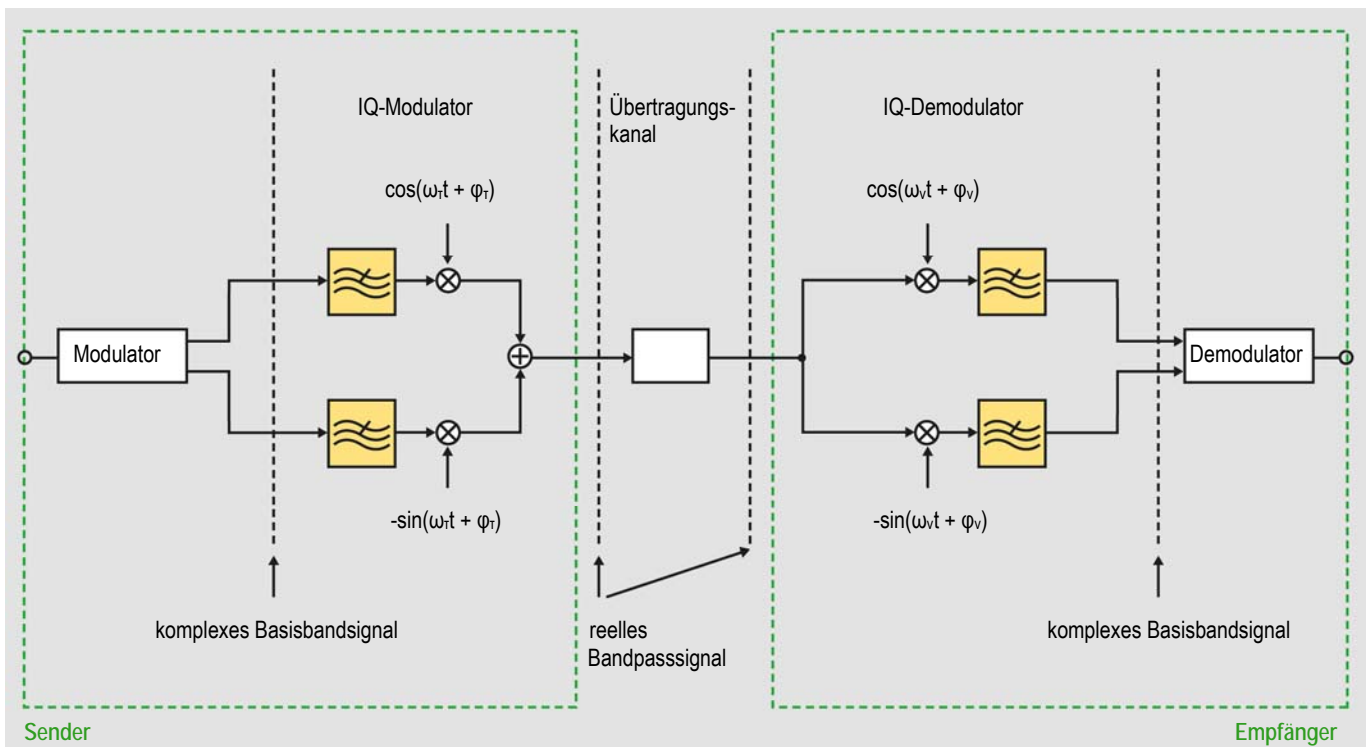 IQ-Modulator
Übertragungs-
kanal
IQ-Demodulator
cos(ωTt + φT)
cos(ωVt + φV)
Modulator
Demodulator
-sin(ωTt + φT)
-sin(ωVt + φV)
komplexes Basisbandsignal
reelles
Bandpasssignal
komplexes Basisbandsignal
Sender
Empfänger